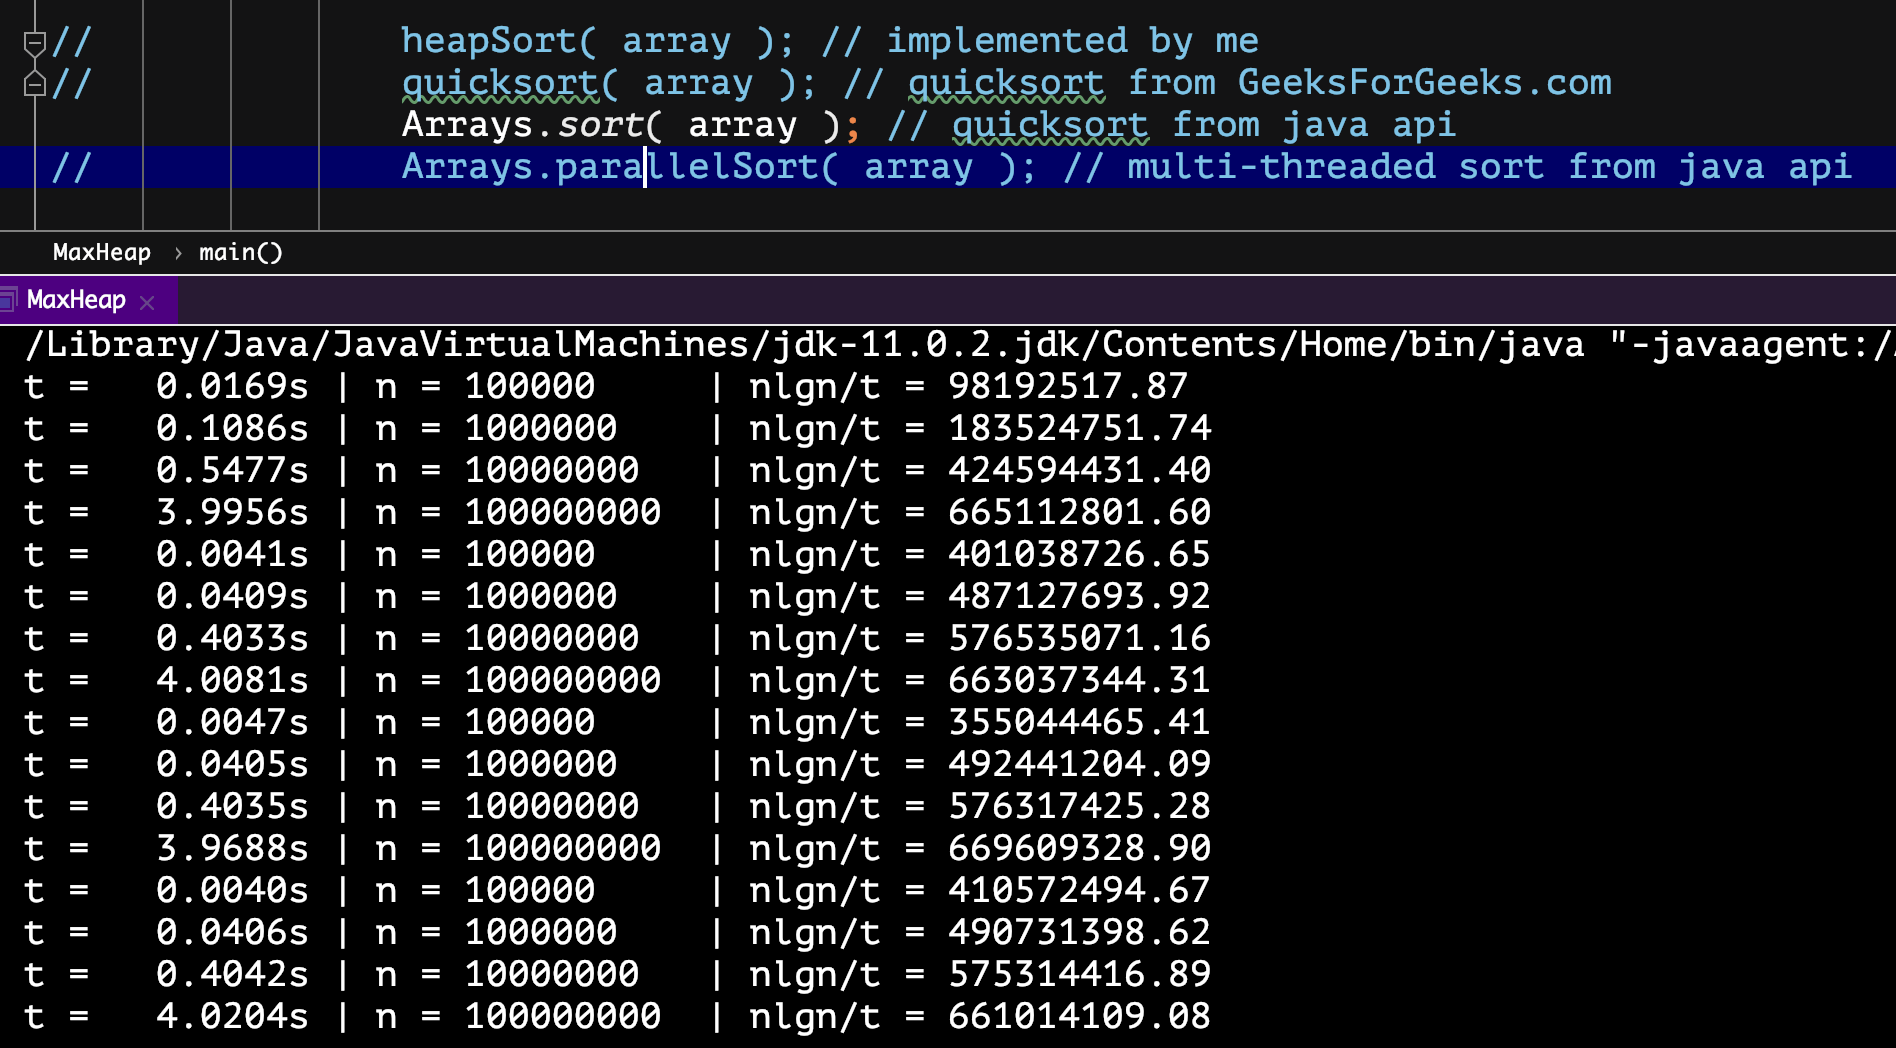 // heapSort( array ); // implemented by me
// quicksort( array ); // quicksort from GeeksForGeeks.com
Arrays.sort( array ); // quicksort from java api
// Arrays.parallelSort( array ); // multi-threaded sort from java api
MaxHeap › main()
MaxHeap ×
/Library/Java/JavaVirtualMachines/jdk-11.0.2.jdk/Contents/Home/bin/java "-javaagent:/
t = 0.0169s | n = 100000 | nlgn/t = 98192517.87
t = 0.1086s | n = 1000000 | nlgn/t = 183524751.74
t = 0.5477s | n = 10000000 | nlgn/t = 424594431.40
t = 3.9956s | n = 100000000 | nlgn/t = 665112801.60
t = 0.0041s | n = 100000 | nlgn/t = 401038726.65
t = 0.0409s | n = 1000000 | nlgn/t = 487127693.92
t = 0.4033s | n = 10000000 | nlgn/t = 576535071.16
t = 4.0081s | n = 100000000 | nlgn/t = 663037344.31
t = 0.0047s | n = 100000 | nlgn/t = 355044465.41
t = 0.0405s | n = 1000000 | nlgn/t = 492441204.09
t = 0.4035s | n = 10000000 | nlgn/t = 576317425.28
t = 3.9688s | n = 100000000 | nlgn/t = 669609328.90
t = 0.0040s | n = 100000 | nlgn/t = 410572494.67
t = 0.0406s | n = 1000000 | nlgn/t = 490731398.62
t = 0.4042s | n = 10000000 | nlgn/t = 575314416.89
t = 4.0204s | n = 100000000 | nlgn/t = 661014109.08